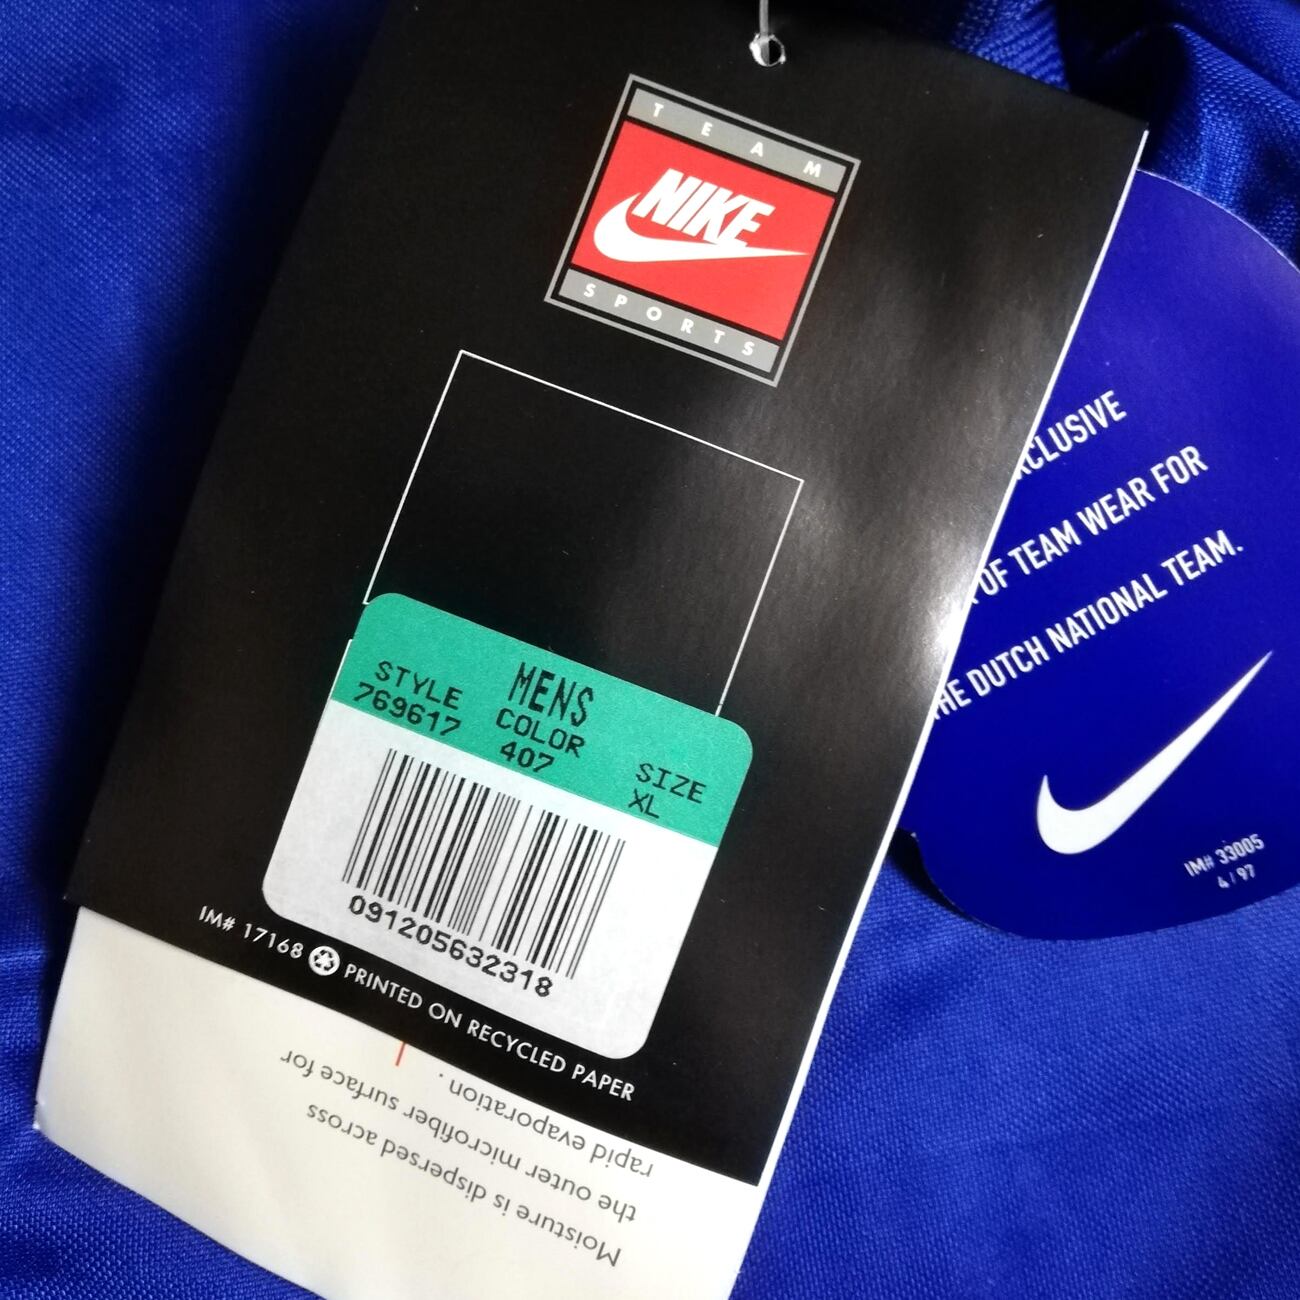 TEAM
NIKE
SPORTS
MENS
STYLE COLOR SIZE
769617 407 XL
091205632318
IM# 17168 PRINTED ON RECYCLED PAPER
Moisture is dispersed across
the outer microfiber surface for
rapid evaporation.
OF TEAM WEAR FOR
DUTCH NATIONAL TEAM.
IM# 33005
4/97